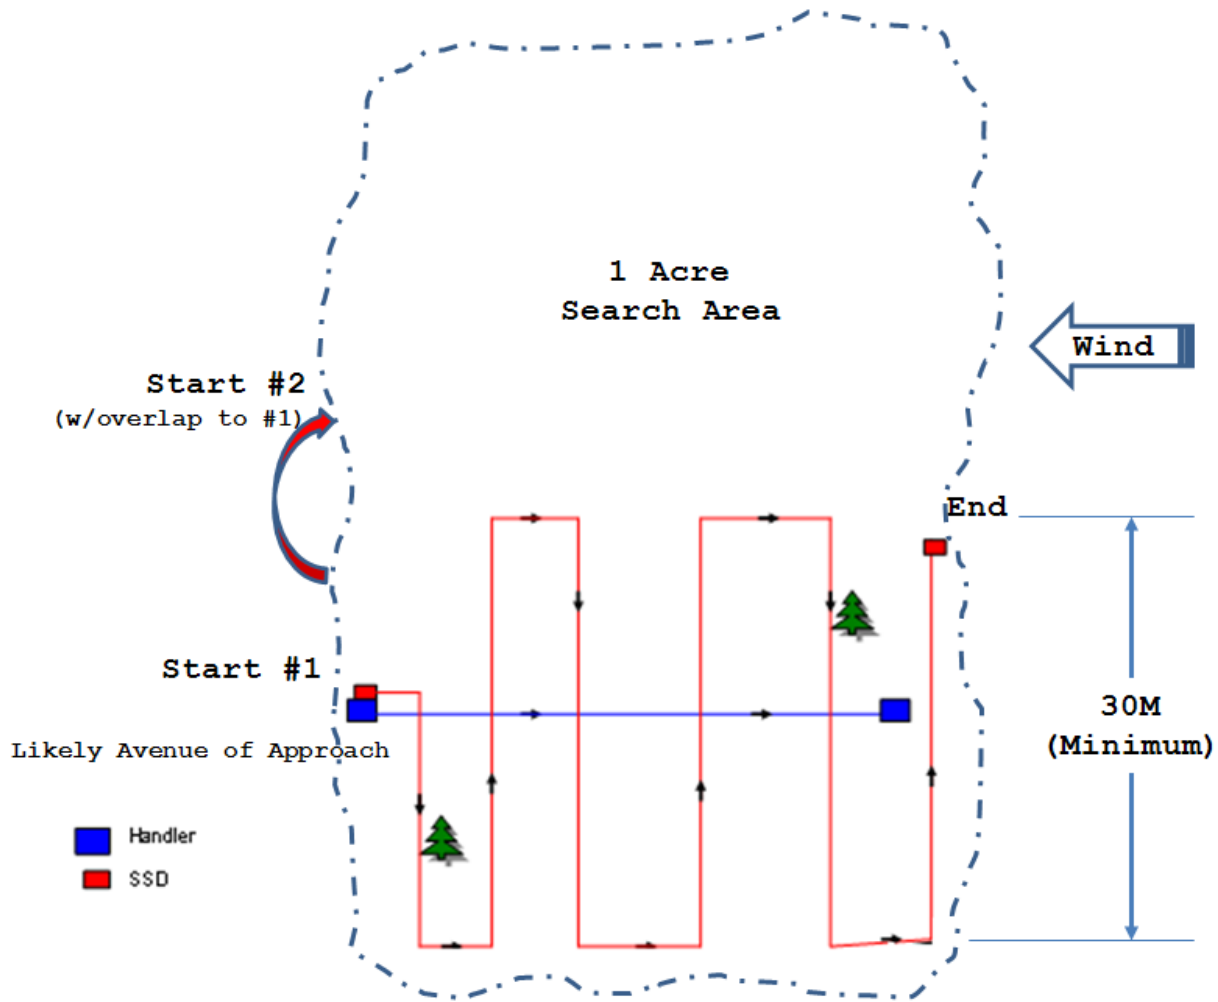 1 Acre
Search Area
Wind
Start #2
(w/overlap to #1)
End
Start #1
30M
(Minimum)
Likely Avenue of Approach
Handler
SSD